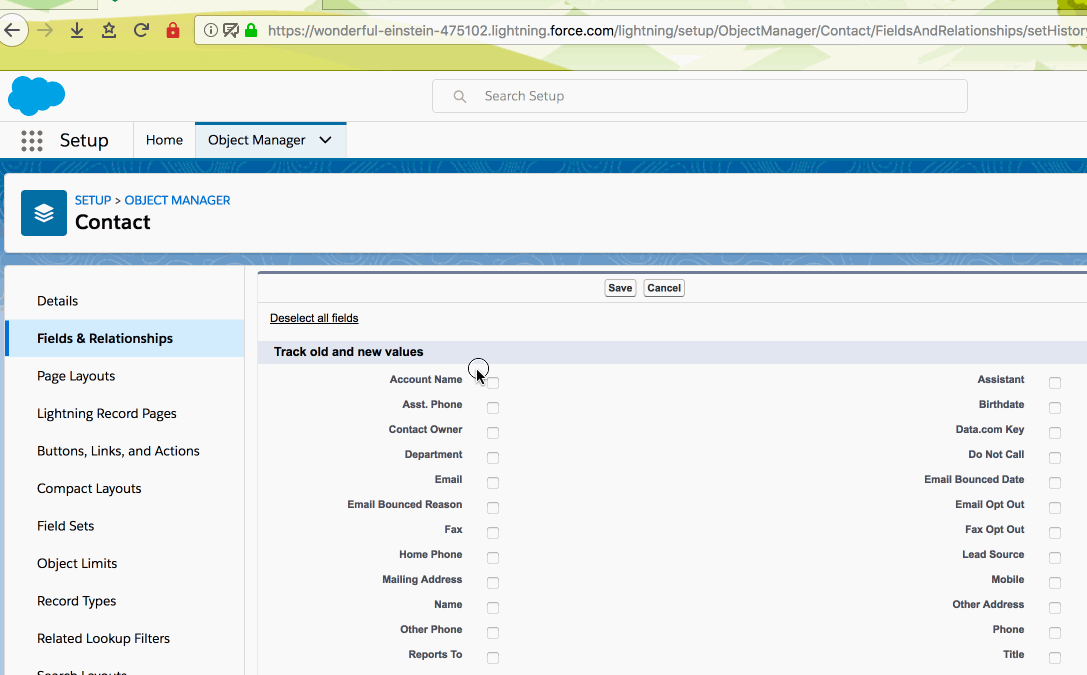 https://wonderful-einstein-475102.lightning.force.com/lightning/setup/ObjectManager/Contact/FieldsAndRelationships/setHistory
Search Setup
Setup
Home
Object Manager
SETUP > OBJECT MANAGER
Contact
Details
Fields & Relationships
Page Layouts
Lightning Record Pages
Buttons, Links, and Actions
Compact Layouts
Field Sets
Object Limits
Record Types
Related Lookup Filters
Search Layouts
Save Cancel
Deselect all fields
Track old and new values
Account Name Assistant
Asst. Phone Birthdate
Contact Owner Data.com Key
Department Do Not Call
Email Email Bounced Date
Email Bounced Reason Email Opt Out
Fax Fax Opt Out
Home Phone Lead Source
Mailing Address Mobile
Name Other Address
Other Phone Phone
Reports To Title